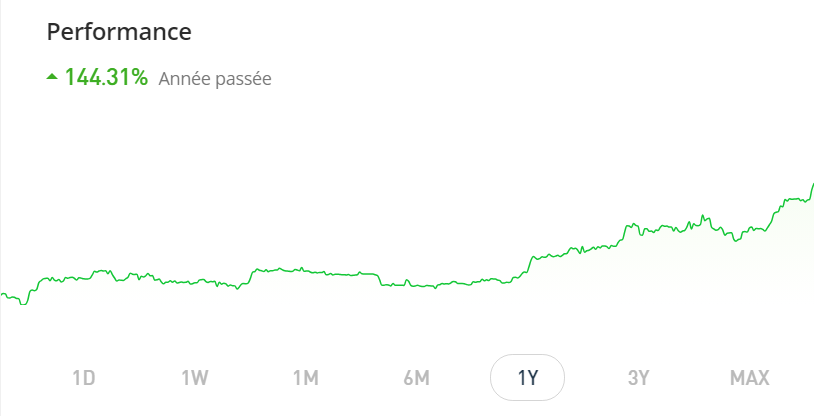 Performance
144.31% Année passée
1D 1W 1M 6M 1Y 3Y MAX